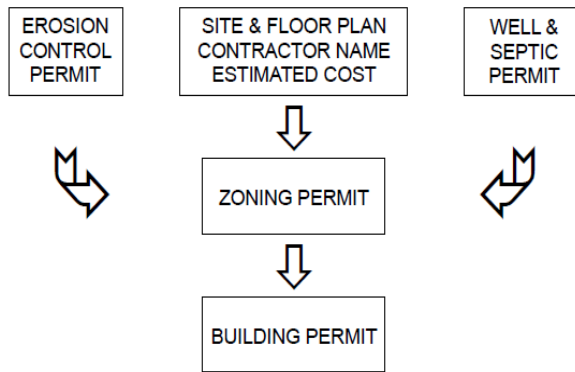 EROSION
CONTROL
PERMIT
SITE & FLOOR PLAN
CONTRACTOR NAME
ESTIMATED COST
WELL &
SEPTIC
PERMIT
ZONING PERMIT
BUILDING PERMIT